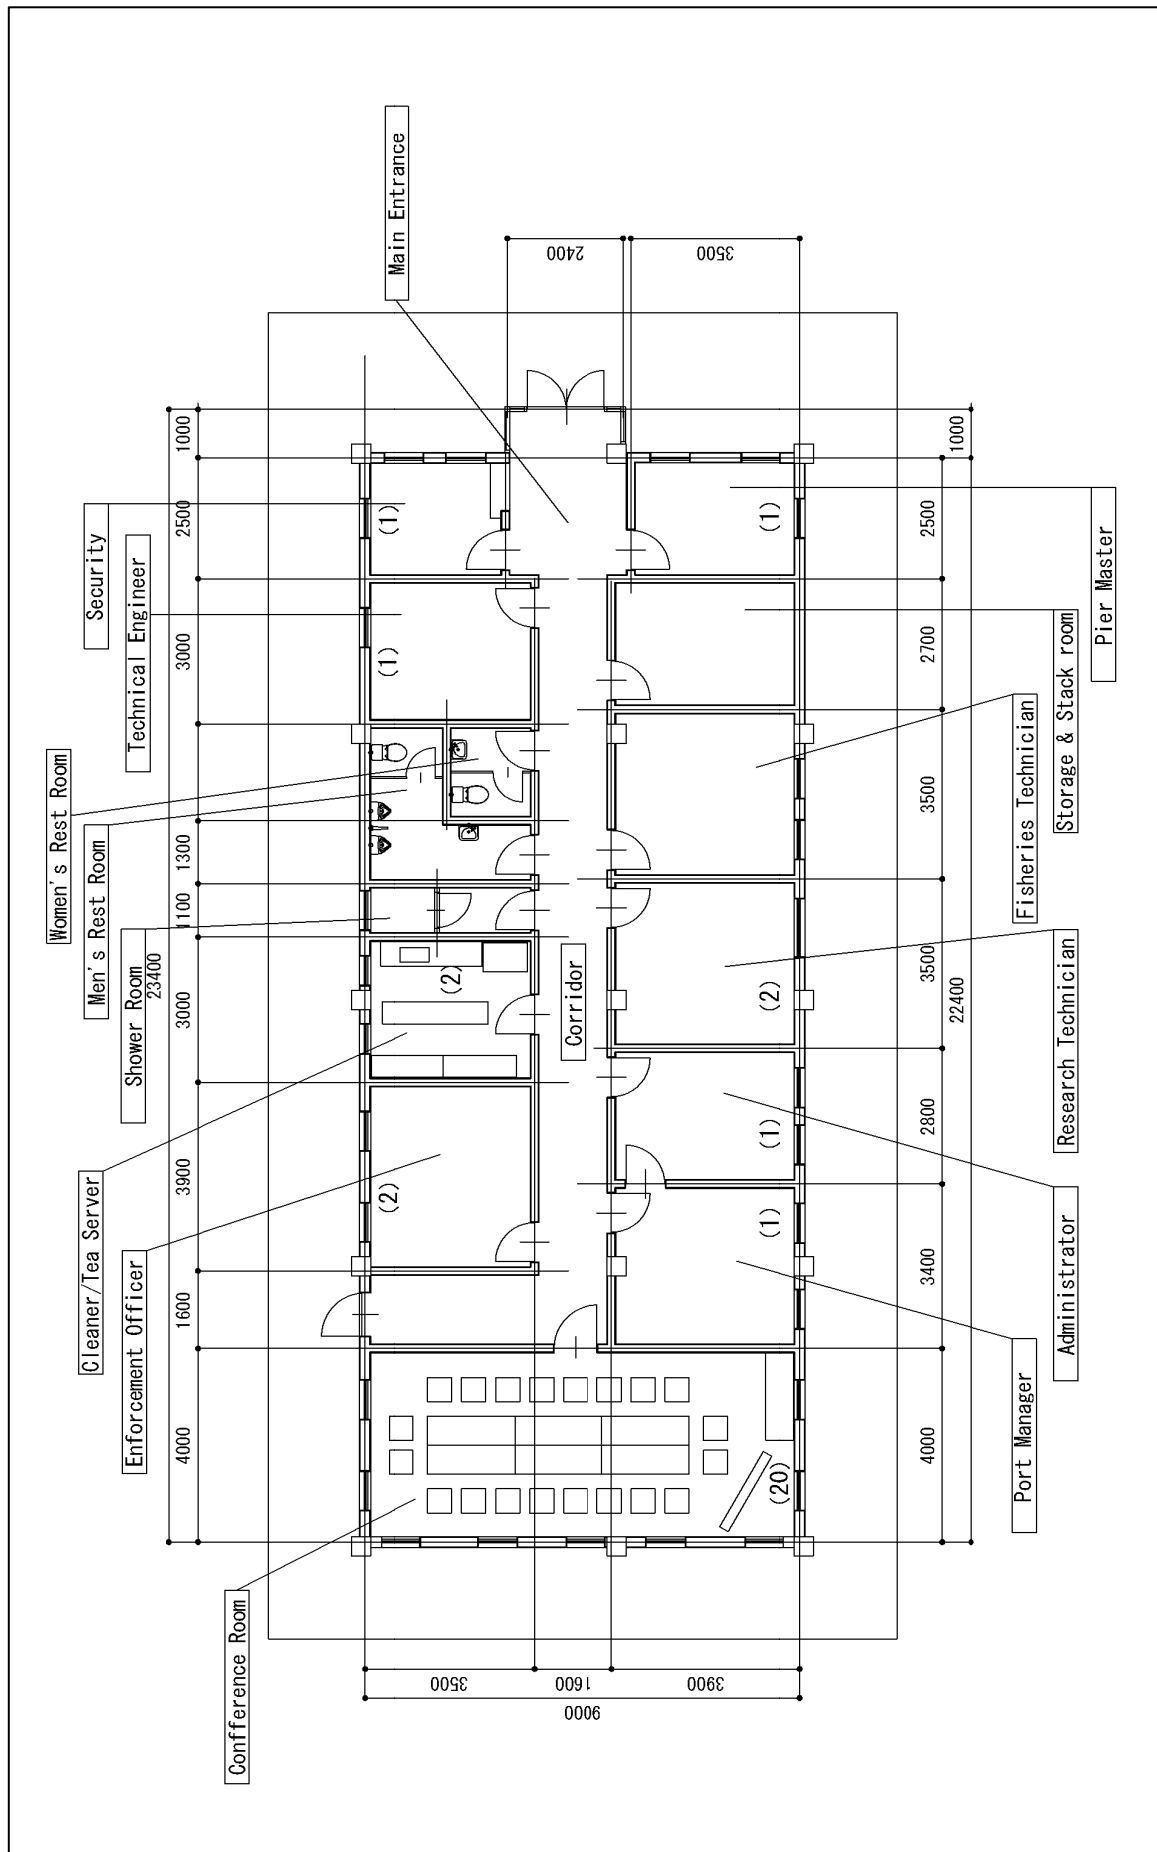 Women's Rest Room
Cleaner/Tea Server
Men's Rest Room
Security
Enforcement Officer
Shower Room
Technical Engineer
23400
4000
1600
3900
3000
1100
1300
3000
2500
1000
Confference Room
(2)
(1)
(1)
Main Entrance
(2)
3500
Corridor
2400
9000
1600
3900
3500
(20)
(1)
(1)
(2)
(1)
4000
3400
2800
3500
3500
2700
2500
22400
1000
Port Manager
Fisheries Technician
Administrator
Research Technician
Storage & Stack room
Pier Master